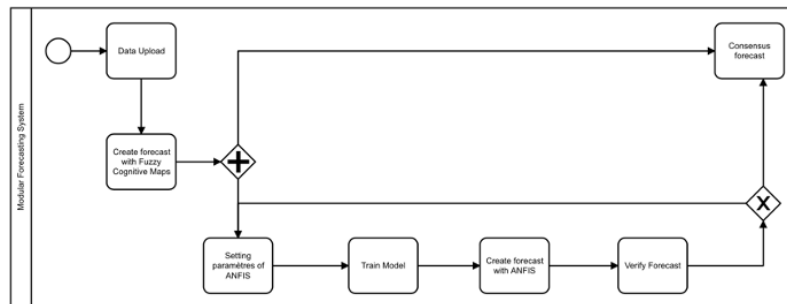 Modular Forecasting System
Data Upload
Consensus
forecast
Create forecast
with Fuzzy
Cognitive Maps
Setting
paramètres of
ANFIS
Train Model
Create forecast
with ANFIS
Verify Forecast
X